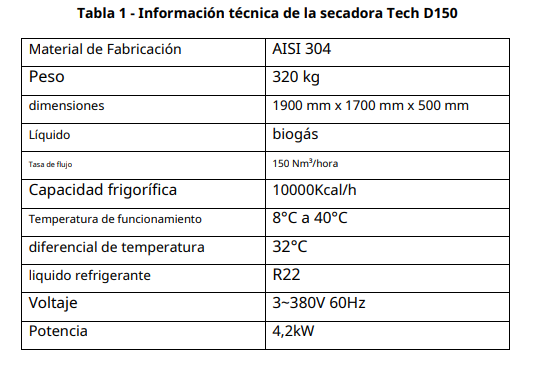 Tabla 1 - Información técnica de la secadora Tech D150
Material de Fabricación AISI 304
Peso 320 kg
dimensiones 1900 mm x 1700 mm x 500 mm
Líquido biogás
Tasa de flujo 150 Nm³/hora
Capacidad frigorífica 10000Kcal/h
Temperatura de funcionamiento 8°C a 40°C
diferencial de temperatura 32°C
liquido refrigerante R22
Voltaje 3~380V 60Hz
Potencia 4,2kW